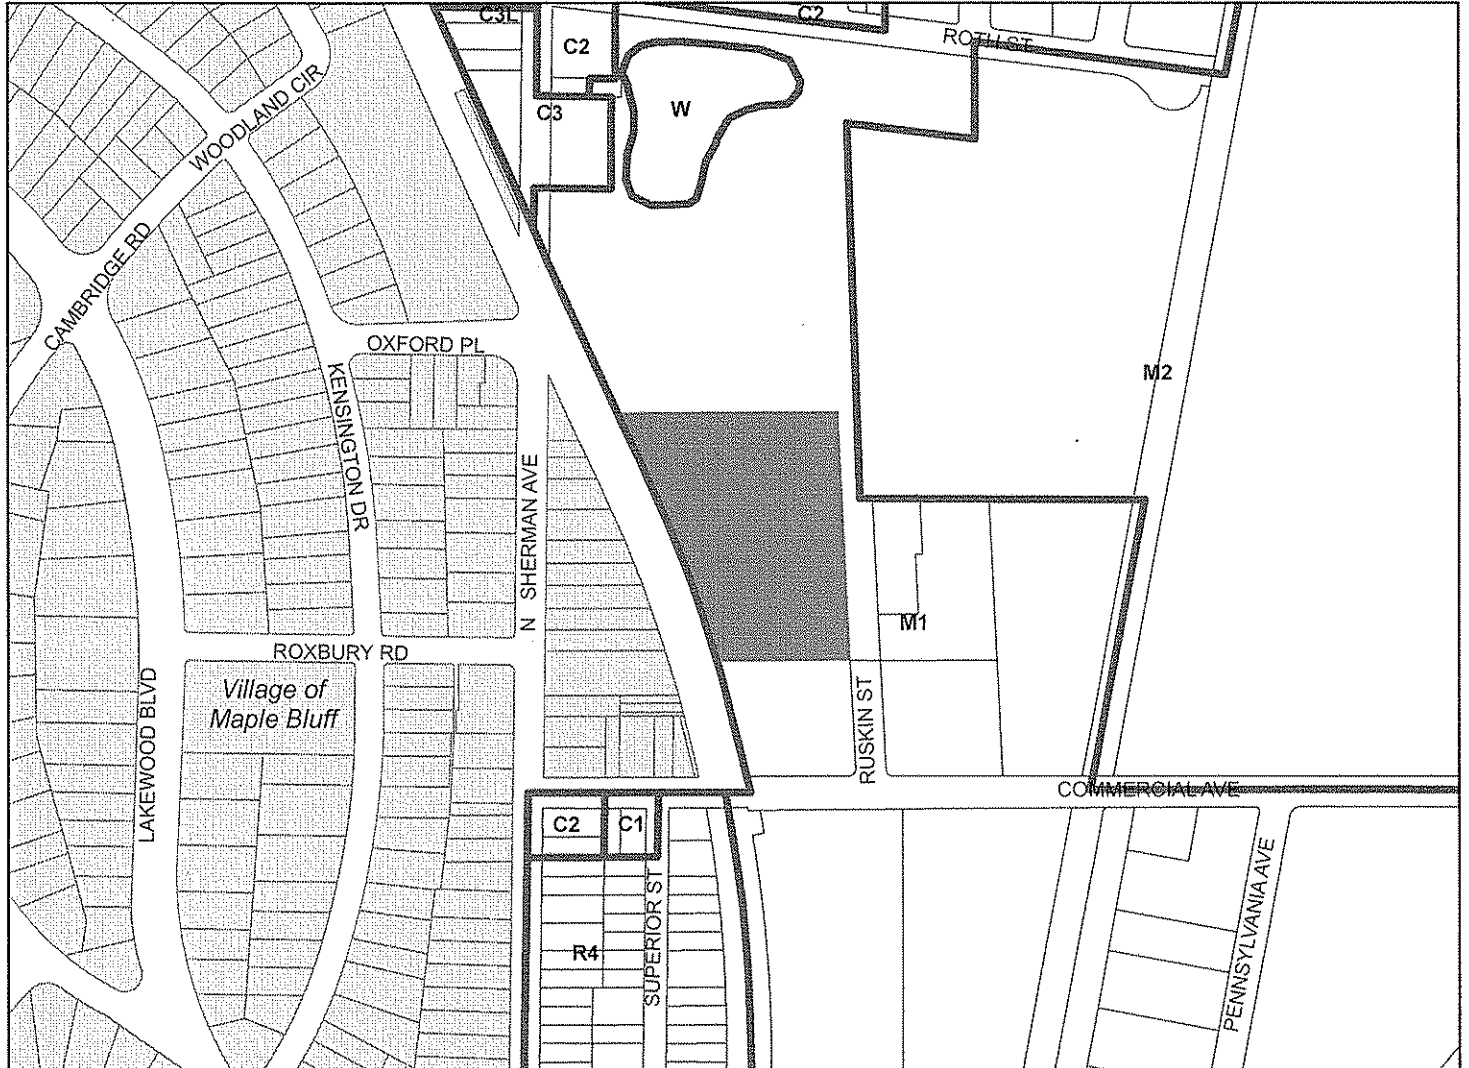 C3L
C2
C2
ROTH ST
W
C3
WOODLAND CIR
CAMBRIDGE RD
OXFORD PL
KENSINGTON DR
M2
N SHERMAN AVE
M1
ROXBURY RD
Village of
Maple Bluff
LAKEWOOD BLVD
RUSKIN ST
COMMERCIAL AVE
C2
C1
SUPERIOR ST
R4
PENNSYLVANIA AVE